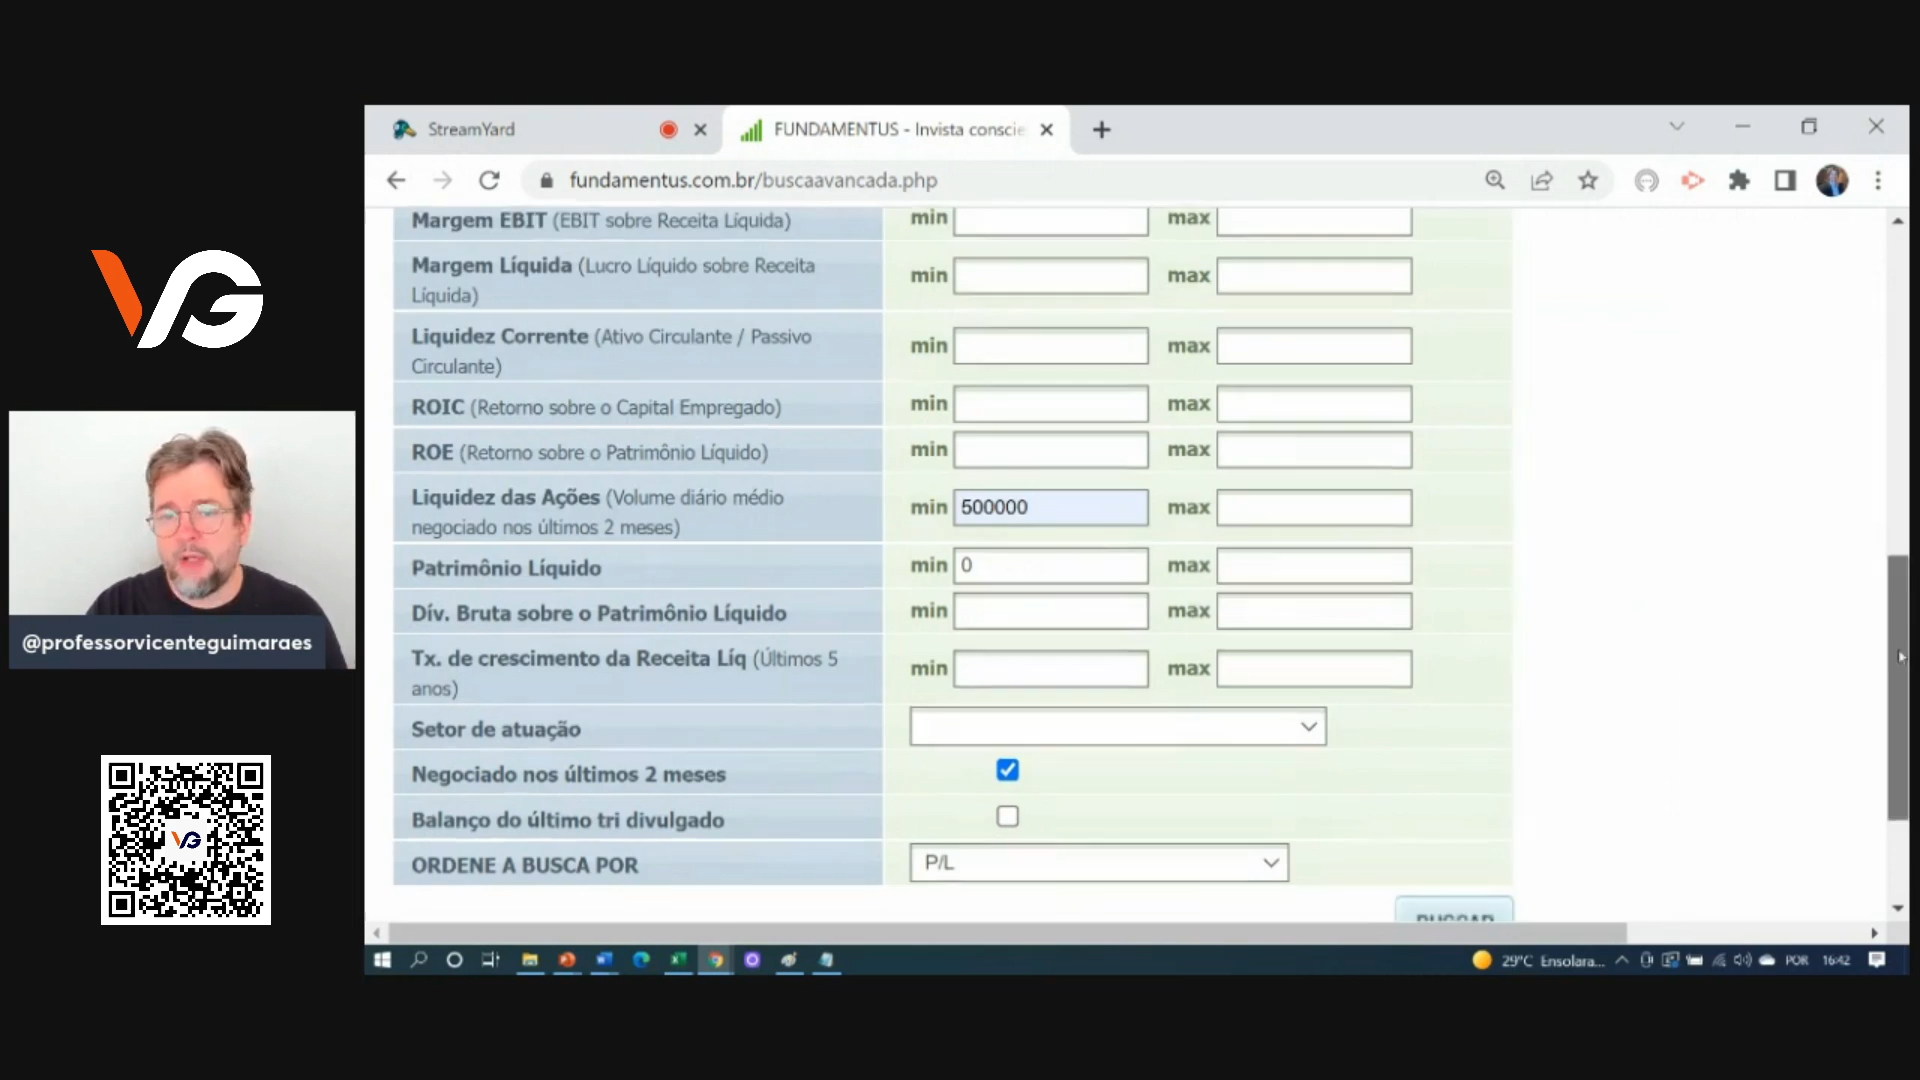 StreamYard
FUNDAMENTUS - Invista conscie
fundamentus.com.br/buscaavancada.php
VG
Margem EBIT (EBIT sobre Receita Líquida) min max
Margem Líquida (Lucro Líquido sobre Receita
Líquida) min max
Liquidez Corrente (Ativo Circulante / Passivo
Circulante) min max
ROIC (Retorno sobre o Capital Empregado) min max
ROE (Retorno sobre o Patrimônio Líquido) min max
Liquidez das Ações (Volume diário médio
negociado nos últimos 2 meses) min 500000 max
Patrimônio Líquido min 0 max
Dív. Bruta sobre o Patrimônio Líquido min max
Tx. de crescimento da Receita Líq (Últimos 5
anos) min max
Setor de atuação
Negociado nos últimos 2 meses
Balanço do último tri divulgado
ORDENE A BUSCA POR P/L
BUSCAR
@professorvicenteguimaraes
VG
29°C Ensolara... POR 16:42